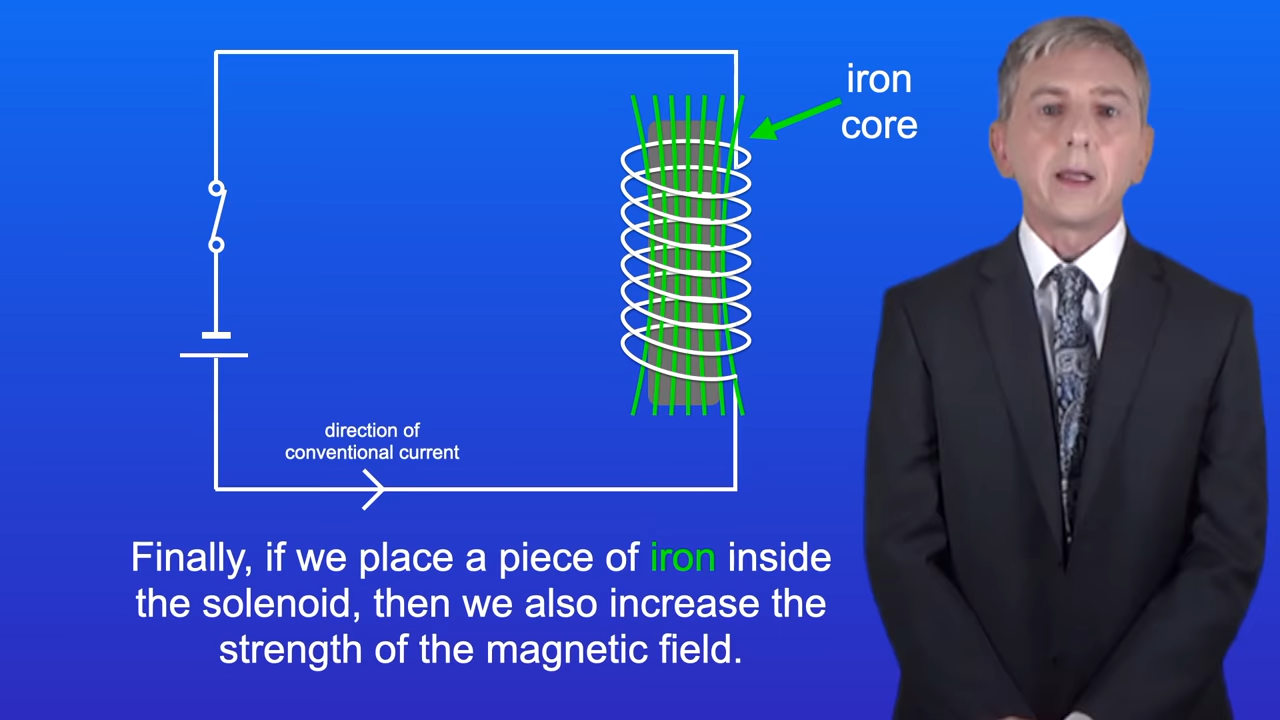 iron
core
direction of
conventional current
Finally, if we place a piece of iron inside
the solenoid, then we also increase the
strength of the magnetic field.